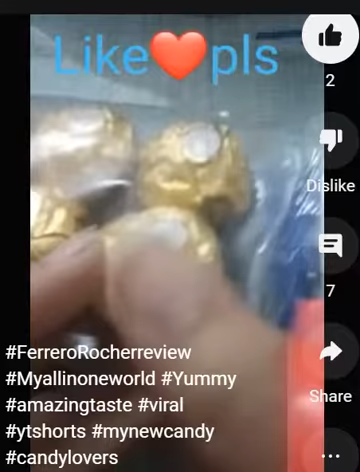 Like❤️pls
2
Dislike
7
#FerreroRocherreview
#Myallinoneworld #Yummy
Share
#amazingtaste #viral
#ytshorts #mynewcandy
#candylovers